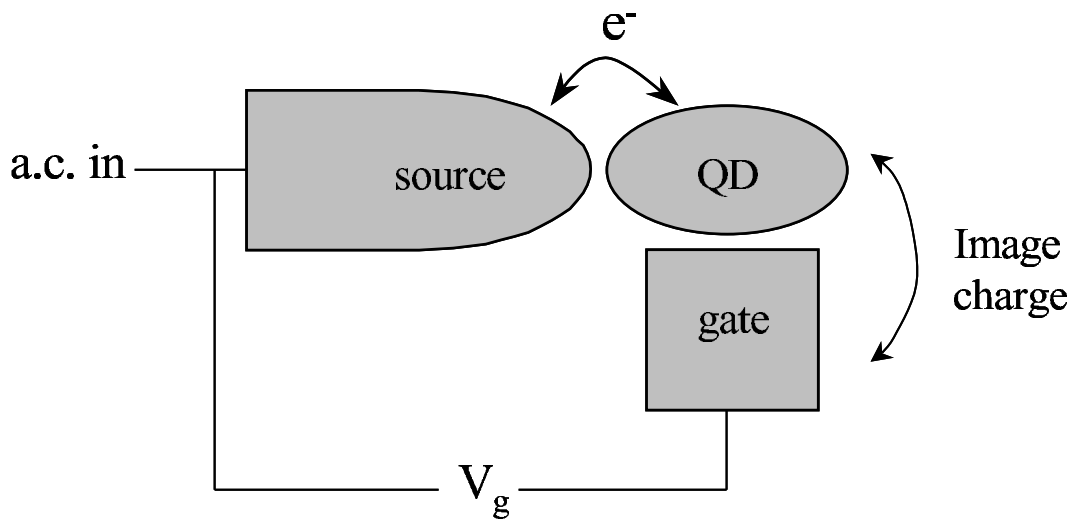 e-
a.c. in
source
QD
Image
charge
gate
Vg